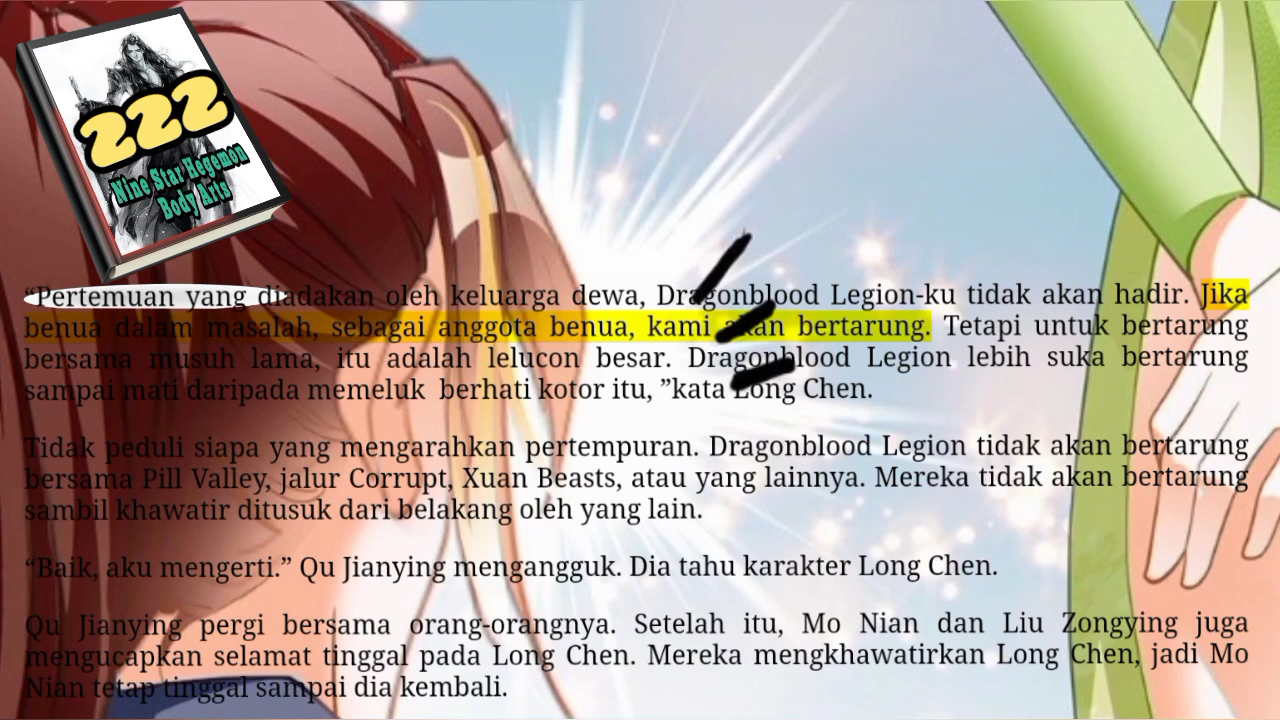 222
Nine Star Hegemon
Body Arts
“Pertemuan yang diadakan oleh keluarga dewa, Dragonblood Legion-ku tidak akan hadir. Jika
benua dalam masalah, sebagai anggota benua, kami akan bertarung. Tetapi untuk bertarung
bersama musuh lama, itu adalah lelucon besar. Dragonblood Legion lebih suka bertarung
sampai mati daripada memeluk  berhati kotor itu, ”kata Long Chen.
Tidak peduli siapa yang mengarahkan pertempuran. Dragonblood Legion tidak akan bertarung
bersama Pill Valley, jalur Corrupt, Xuan Beasts, atau yang lainnya. Mereka tidak akan bertarung
sambil khawatir ditusuk dari belakang oleh yang lain.
“Baik, aku mengerti.” Qu Jianying mengangguk. Dia tahu karakter Long Chen.
Qu Jianying pergi bersama orang-orangnya. Setelah itu, Mo Nian dan Liu Zongying juga
mengucapkan selamat tinggal pada Long Chen. Mereka mengkhawatirkan Long Chen, jadi Mo
Nian tetap tinggal sampai dia kembali.